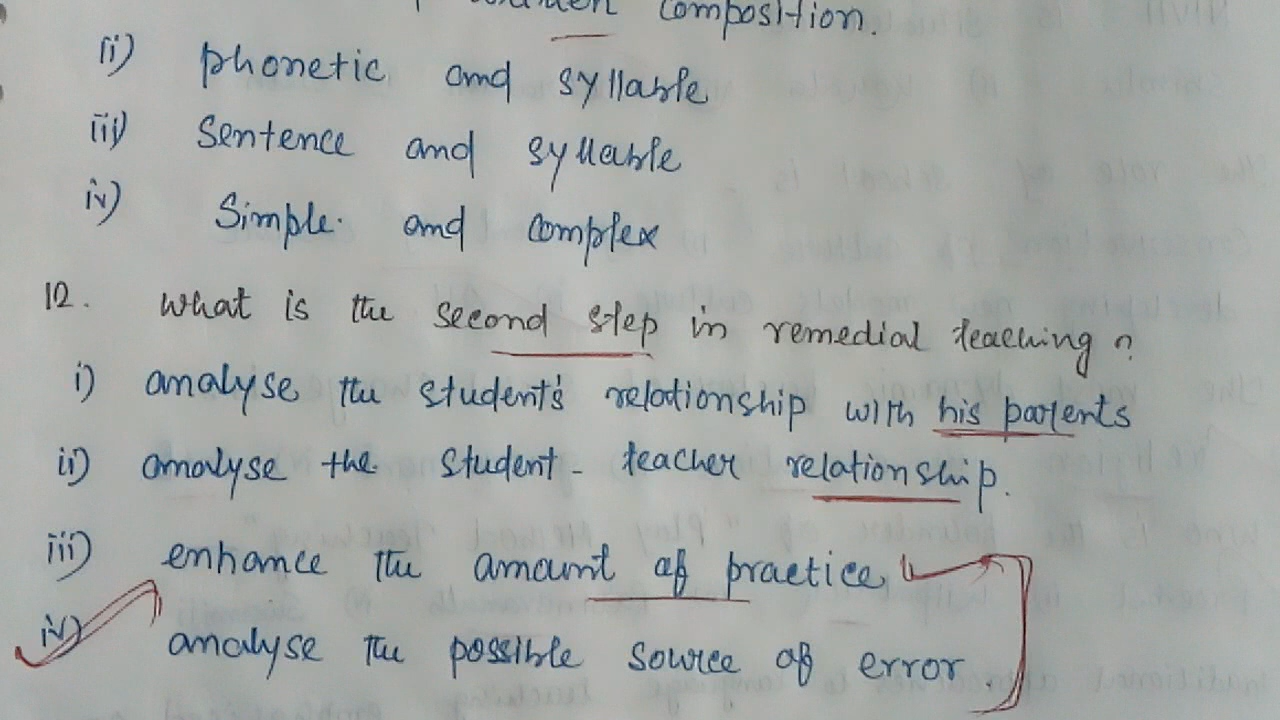 composition.
ii) phonetic and syllable
iii) sentence and syllable
iv) Simple and complex
12. what is the second step in remedial teaching?
i) analyse the student's relationship with his parents
ii) analyse the student-teacher relationship.
iii) enhance the amount of practice
iv) analyse the possible source of error.